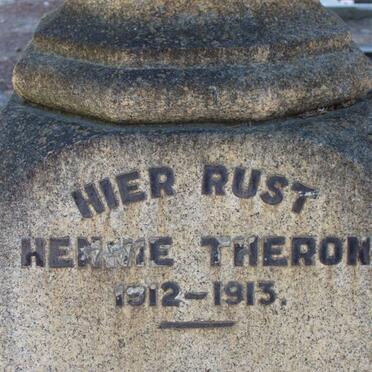 HIER RUST
HENNIE THERON
1912-1913.